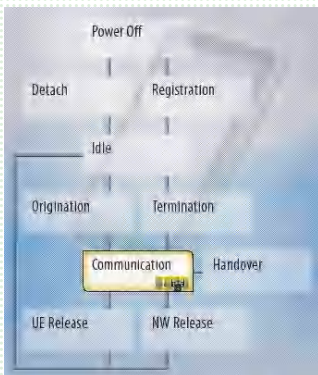 Power Off
Detach Registration
Idle
Origination Termination
Communication Handover
UE Release NW Release